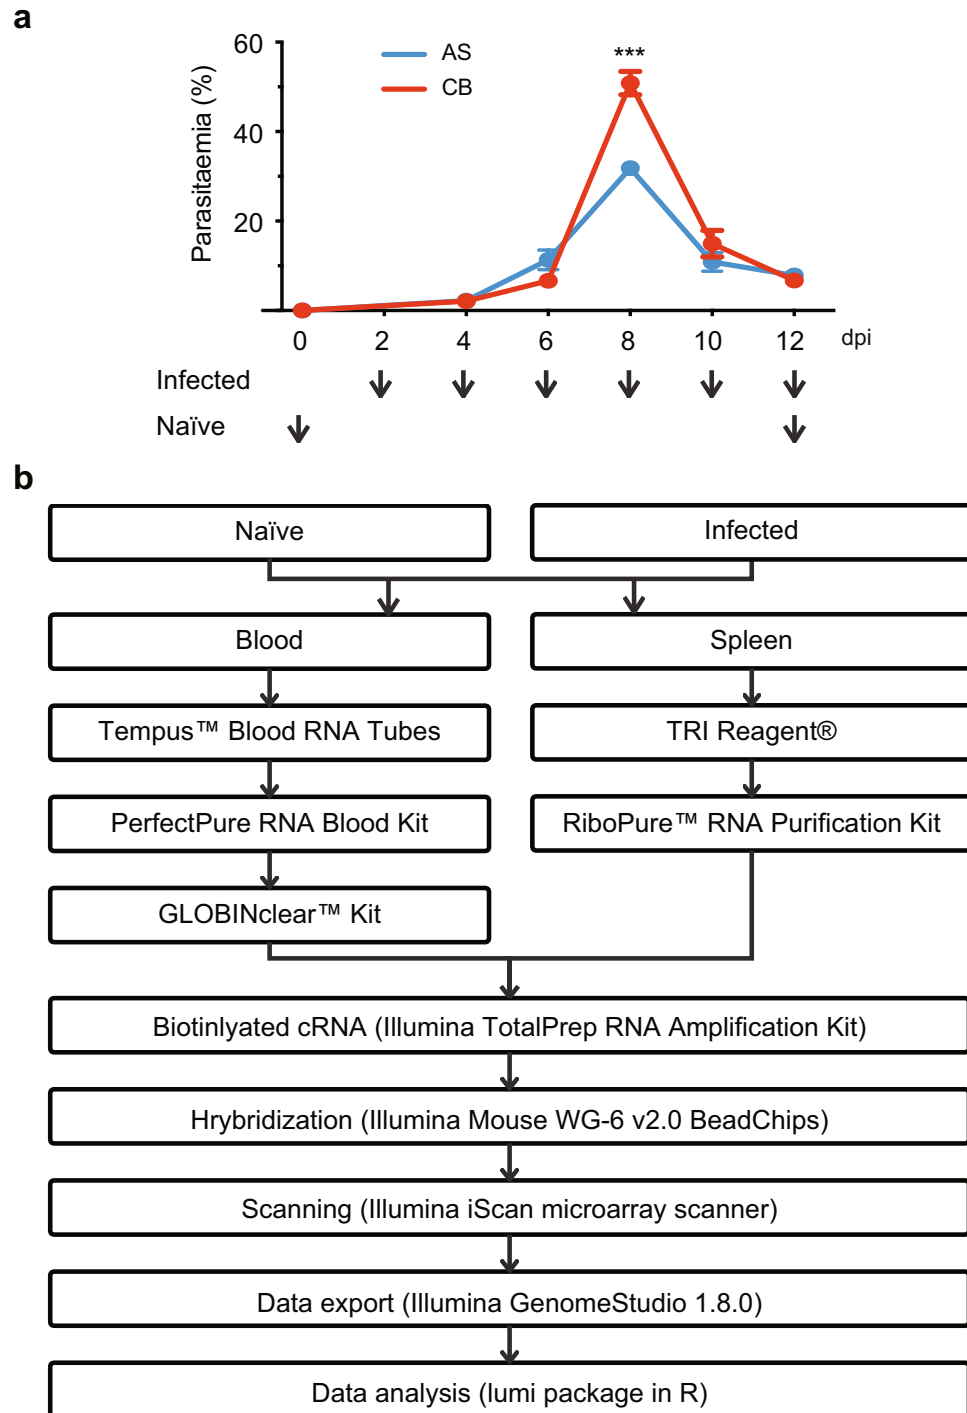 a
60
40
20
Parasitaemia (%)
AS
CB
***
0 2 4 6 8 10 12 dpi
Infected
Naïve
b
Naïve
Infected
Blood
Spleen
Tempus™ Blood RNA Tubes
TRI Reagent®
PerfectPure RNA Blood Kit
RiboPure™ RNA Purification Kit
GLOBINclear™ Kit
Biotinlyated cRNA (Illumina TotalPrep RNA Amplification Kit)
Hrybridization (Illumina Mouse WG-6 v2.0 BeadChips)
Scanning (Illumina iScan microarray scanner)
Data export (Illumina GenomeStudio 1.8.0)
Data analysis (lumi package in R)